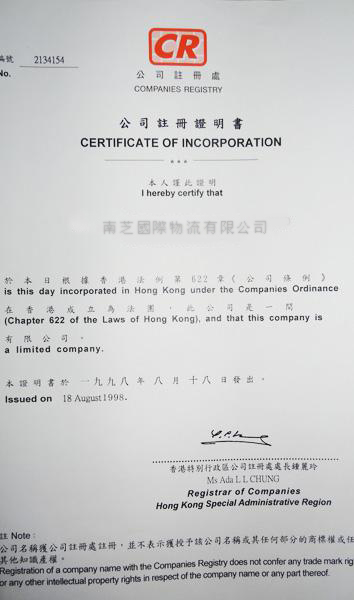 編號 2134154
No.
CR
公司註冊處
COMPANIES REGISTRY
公司註冊證明書
CERTIFICATE OF INCORPORATION
***
本人謹此證明
I hereby certify that
南芝國際物流有限公司
於本日根據香港法例第622章《公司條例》
is this day incorporated in Hong Kong under the Companies Ordinance
在香港成立為法團，此公司是一間
(Chapter 622 of the Laws of Hong Kong), and that this company is
有限公司。
a limited company.
本證明書於一九九八年八月十八日發出。
Issued on 18 August1998.
香港特別行政區公司註冊處處長鍾麗玲
Ms Ada L L CHUNG
Registrar of Companies
Hong Kong Special Administrative Region
註 Note:
公司名稱獲公司註冊處註冊，並不表示獲授予該公司名稱或其任何部分的商標權或任
其他知識產權。
Registration of a company name with the Companies Registry does not confer any trade mark rig
or any other intellectual property rights in respect of the company name or any part thereof.